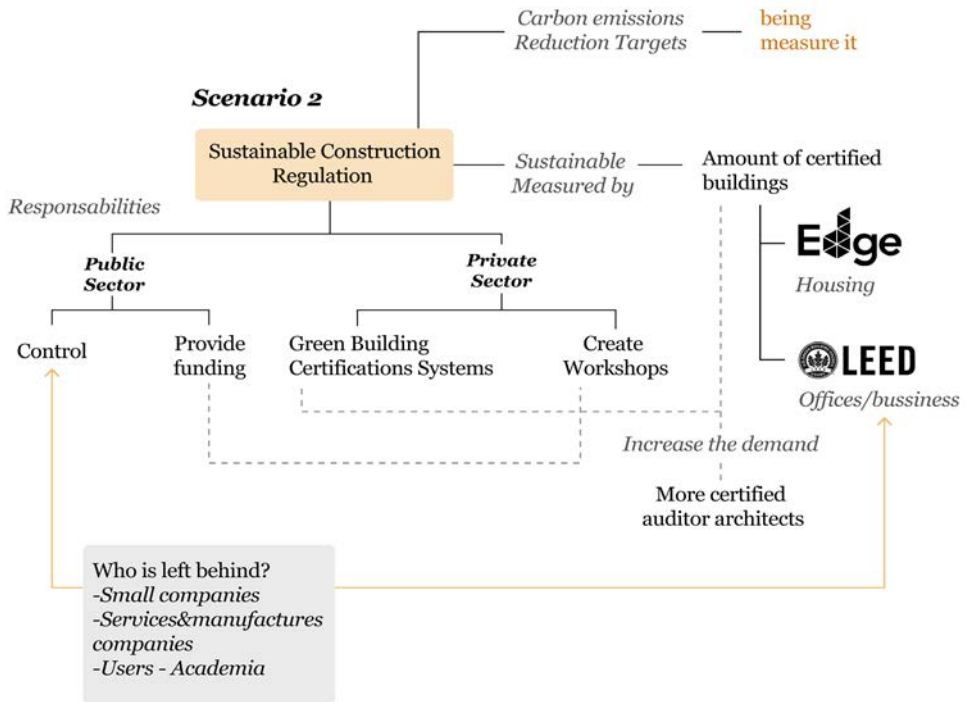 Carbon emissions
Reduction Targets
being
measure it
Scenario 2
Sustainable Construction
Regulation
Sustainable
Measured by
Amount of certified
buildings
Responsabilities
Edge
Housing
Public
Sector
Private
Sector
Control
Provide
funding
Green Building
Certifications Systems
Create
Workshops
LEED
Offices/bussiness
Increase the demand
More certified
auditor architects
Who is left behind?
-Small companies
-Services&manufactures
companies
-Users - Academia